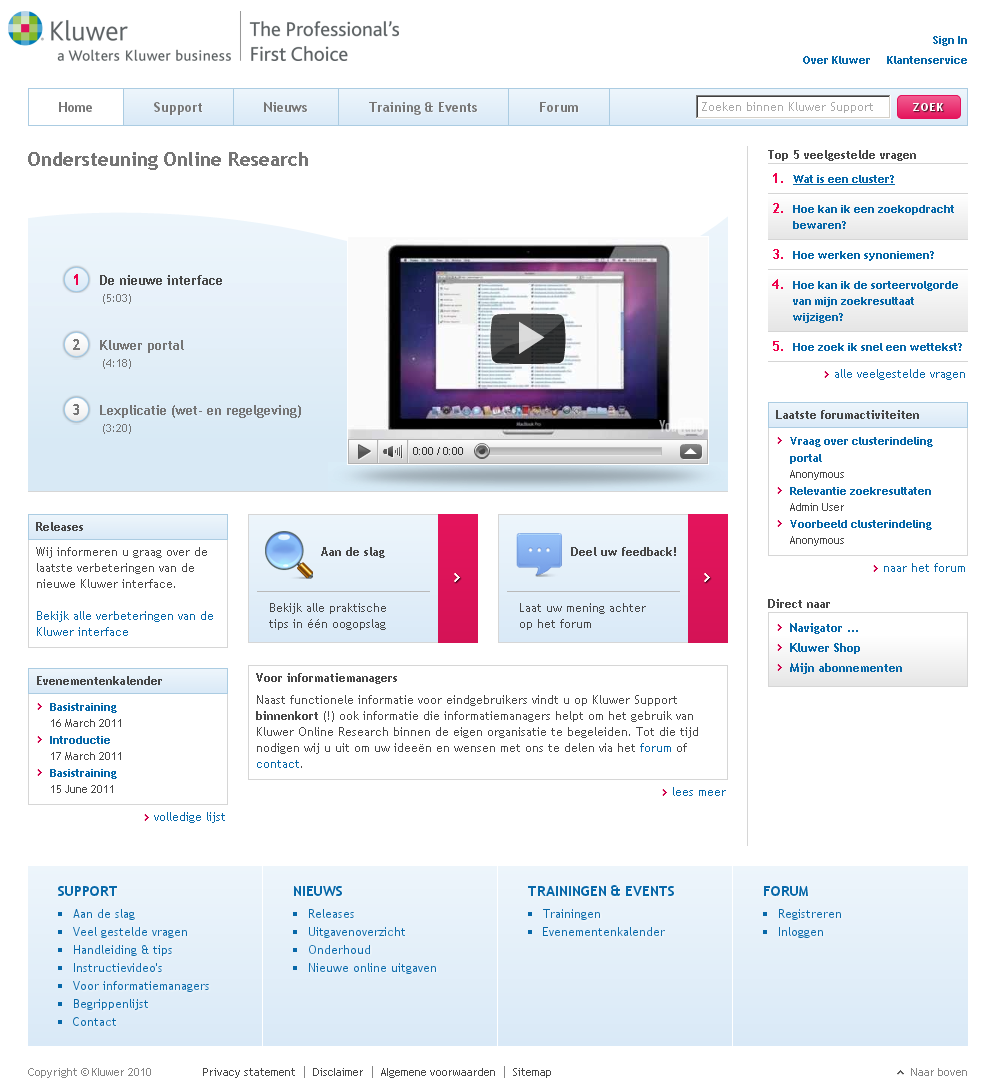 Kluwer
a Wolters Kluwer business
The Professional's
First Choice
Sign In
Over Kluwer Klantenservice
Home Support Nieuws Training & Events Forum
Zoeken binnen Kluwer Support ZOEK
Ondersteuning Online Research
1 De nieuwe interface
(5:03)
2 Kluwer portal
(4:18)
3 Lexplicatie (wet- en regelgeving)
(3:20)
MacBook Pro
0:00 / 0:00
Releases
Wij informeren u graag over de
laatste verbeteringen van de
nieuwe Kluwer interface.
Bekijk alle verbeteringen van de
Kluwer interface
Aan de slag
Bekijk alle praktische
tips in één oogopslag
Deel uw feedback!
Laat uw mening achter
op het forum
Evenementenkalender
Basistraining
16 March 2011
Introductie
17 March 2011
Basistraining
15 June 2011
volledige lijst
Voor informatiemanagers
Naast functionele informatie voor eindgebruikers vindt u op Kluwer Support
binnenkort (!) ook informatie die informatiemanagers helpt om het gebruik van
Kluwer Online Research binnen de eigen organisatie te begeleiden. Tot die tijd
nodigen wij u uit om uw ideeën en wensen met ons te delen via het forum of
contact.
lees meer
Top 5 veelgestelde vragen
1. Wat is een cluster?
2. Hoe kan ik een zoekopdracht
bewaren?
3. Hoe werken synoniemen?
4. Hoe kan ik de sorteervolgorde
van mijn zoekresultaat
wijzigen?
5. Hoe zoek ik snel een wettekst?
alle veelgestelde vragen
Laatste forumactiviteiten
Vraag over clusterindeling
portal
Anonymous
Relevantie zoekresultaten
Admin User
Voorbeeld clusterindeling
Anonymous
naar het forum
Direct naar
Navigator ...
Kluwer Shop
Mijn abonnementen
SUPPORT
Aan de slag
Veel gestelde vragen
Handleiding & tips
Instructievideo's
Voor informatiemanagers
Begrippenlijst
Contact
NIEUWS
Releases
Uitgavenoverzicht
Onderhoud
Nieuwe online uitgaven
TRAININGEN & EVENTS
Trainingen
Evenementenkalender
FORUM
Registreren
Inloggen
Copyright © Kluwer 2010 Privacy statement | Disclaimer | Algemene voorwaarden | Sitemap Naar boven